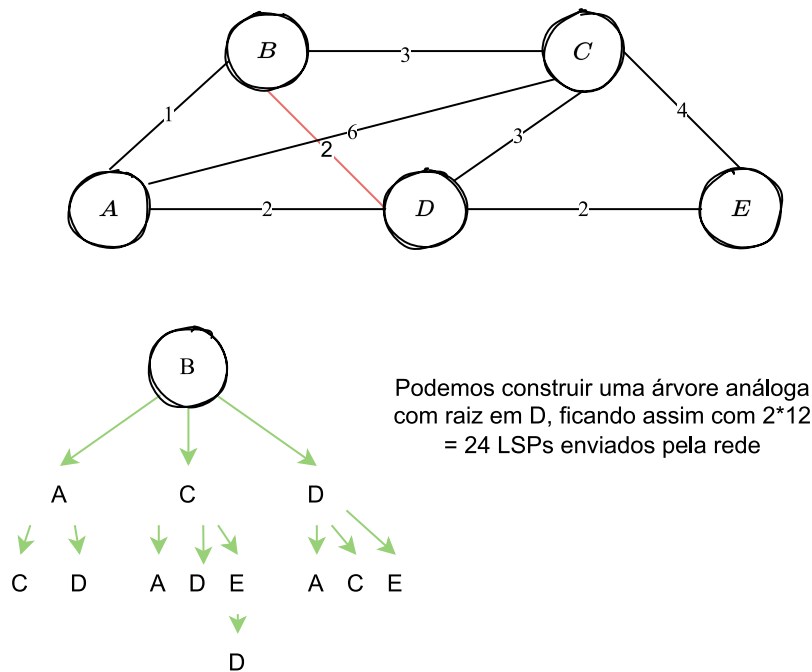 B
3
C
1
6
2
3
4
A
2
D
2
E
B
Podemos construir uma árvore análoga
com raiz em D, ficando assim com 2*12
= 24 LSPs enviados pela rede
A C D
C D A D E A C E
D